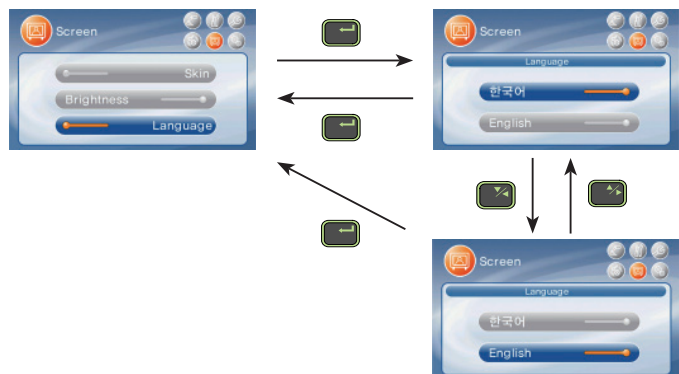 Screen
Skin
Brightness
Language
Screen
Language
한국어
English
Screen
Language
한국어
English